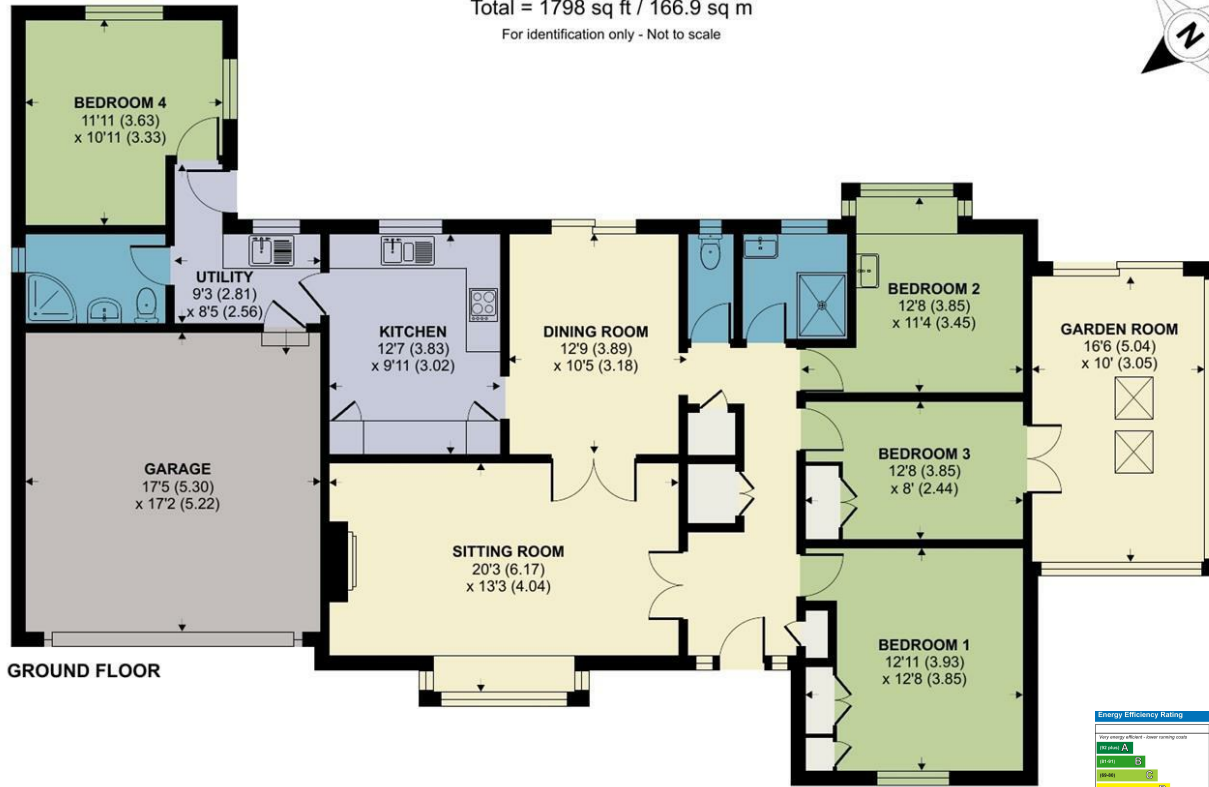 Total = 1798 sq ft / 166.9 sq m
For identification only - Not to scale
N
BEDROOM 4
11'11 (3.63)
x 10'11 (3.33)
UTILITY
9'3 (2.81)
x 8'5 (2.56)
KITCHEN
12'7 (3.83)
x 9'11 (3.02)
DINING ROOM
12'9 (3.89)
x 10'5 (3.18)
BEDROOM 2
12'8 (3.85)
x 11'4 (3.45)
GARDEN ROOM
16'6 (5.04)
x 10' (3.05)
GARAGE
17'5 (5.30)
x 17'2 (5.22)
SITTING ROOM
20'3 (6.17)
x 13'3 (4.04)
BEDROOM 3
12'8 (3.85)
x 8' (2.44)
BEDROOM 1
12'11 (3.93)
x 12'8 (3.85)
GROUND FLOOR
Energy Efficiency Rating
Very energy efficient - lower running costs
(92 plus) A
(81-91) B
(69-80) C